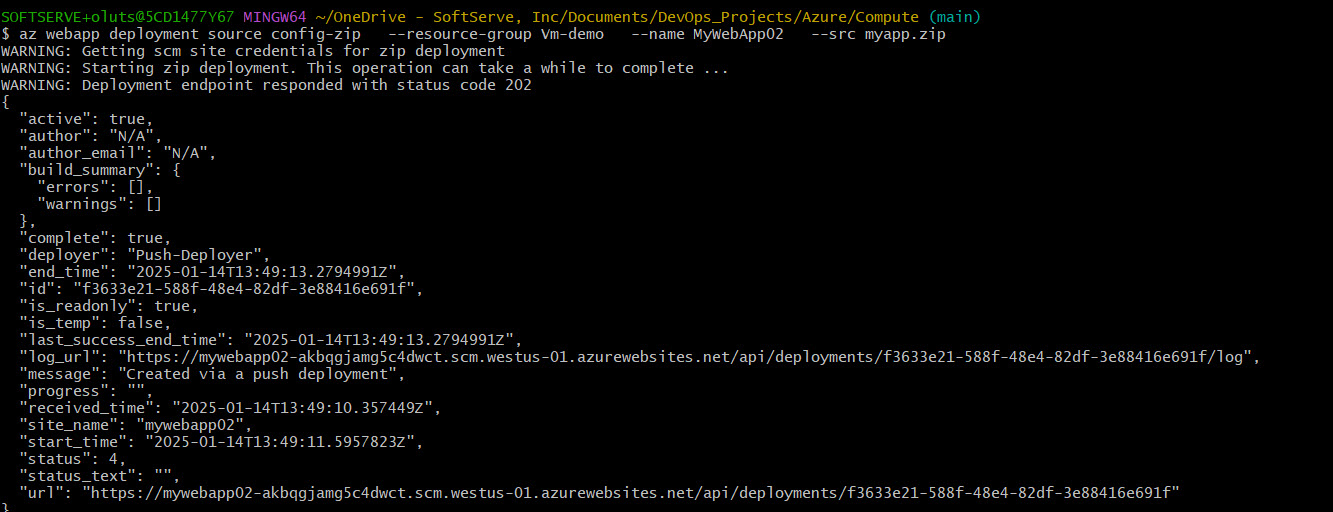 SOFTSERVE+oluts@5CD1477Y67 MINGW64 ~/OneDrive - SoftServe, Inc/Documents/DevOps_Projects/Azure/Compute (main)
$ az webapp deployment source config-zip   --resource-group Vm-demo   --name MyWebApp02   --src myapp.zip
WARNING: Getting scm site credentials for zip deployment
WARNING: Starting zip deployment. This operation can take a while to complete ...
WARNING: Deployment endpoint responded with status code 202
{
  "active": true,
  "author": "N/A",
  "author_email": "N/A",
  "build_summary": {
    "errors": [],
    "warnings": []
  },
  "complete": true,
  "deployer": "Push-Deployer",
  "end_time": "2025-01-14T13:49:13.2794991Z",
  "id": "f3633e21-588f-48e4-82df-3e88416e691f",
  "is_readonly": true,
  "is_temp": false,
  "last_success_end_time": "2025-01-14T13:49:13.2794991Z",
  "log_url": "https://mywebapp02-akbqgjamg5c4dwct.scm.westus-01.azurewebsites.net/api/deployments/f3633e21-588f-48e4-82df-3e88416e691f/log",
  "message": "Created via a push deployment",
  "progress": "",
  "received_time": "2025-01-14T13:49:10.357449Z",
  "site_name": "mywebapp02",
  "start_time": "2025-01-14T13:49:11.5957823Z",
  "status": 4,
  "status_text": "",
  "url": "https://mywebapp02-akbqgjamg5c4dwct.scm.westus-01.azurewebsites.net/api/deployments/f3633e21-588f-48e4-82df-3e88416e691f"
}